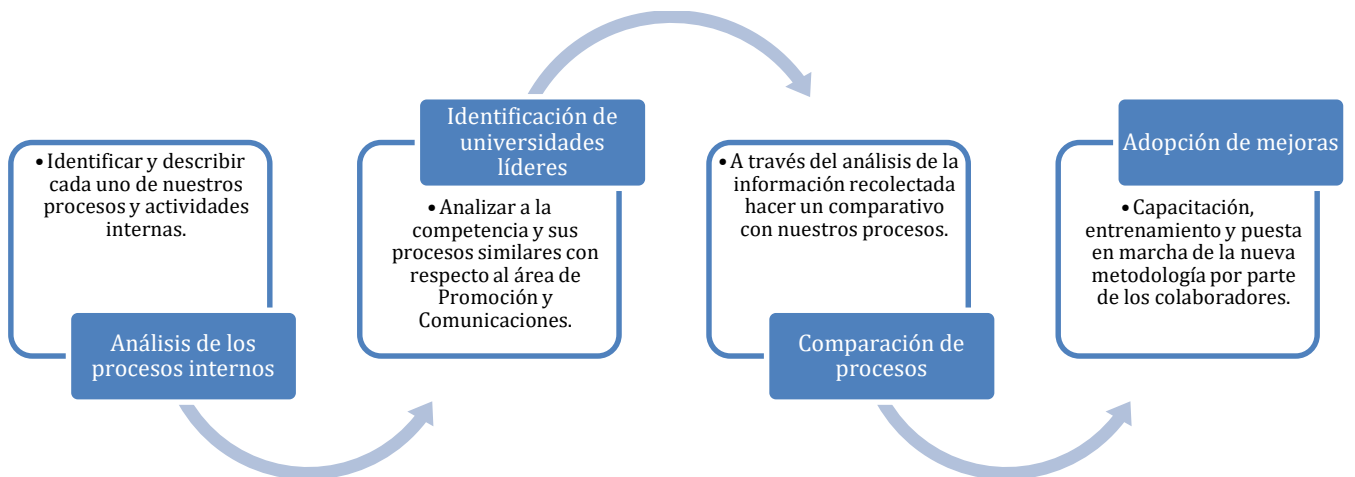 • Identificar y describir
cada uno de nuestros
procesos y actividades
internas.
Análisis de los
procesos internos
Identificación de
universidades
líderes
• Analizar a la
competencia y sus
procesos similares con
respecto al área de
Promoción y
Comunicaciones.
• A través del análisis de la
información recolectada
hacer un comparativo
con nuestros procesos.
Comparación de
procesos
Adopción de mejoras
• Capacitación,
entrenamiento y puesta
en marcha de la nueva
metodología por parte
de los colaboradores.